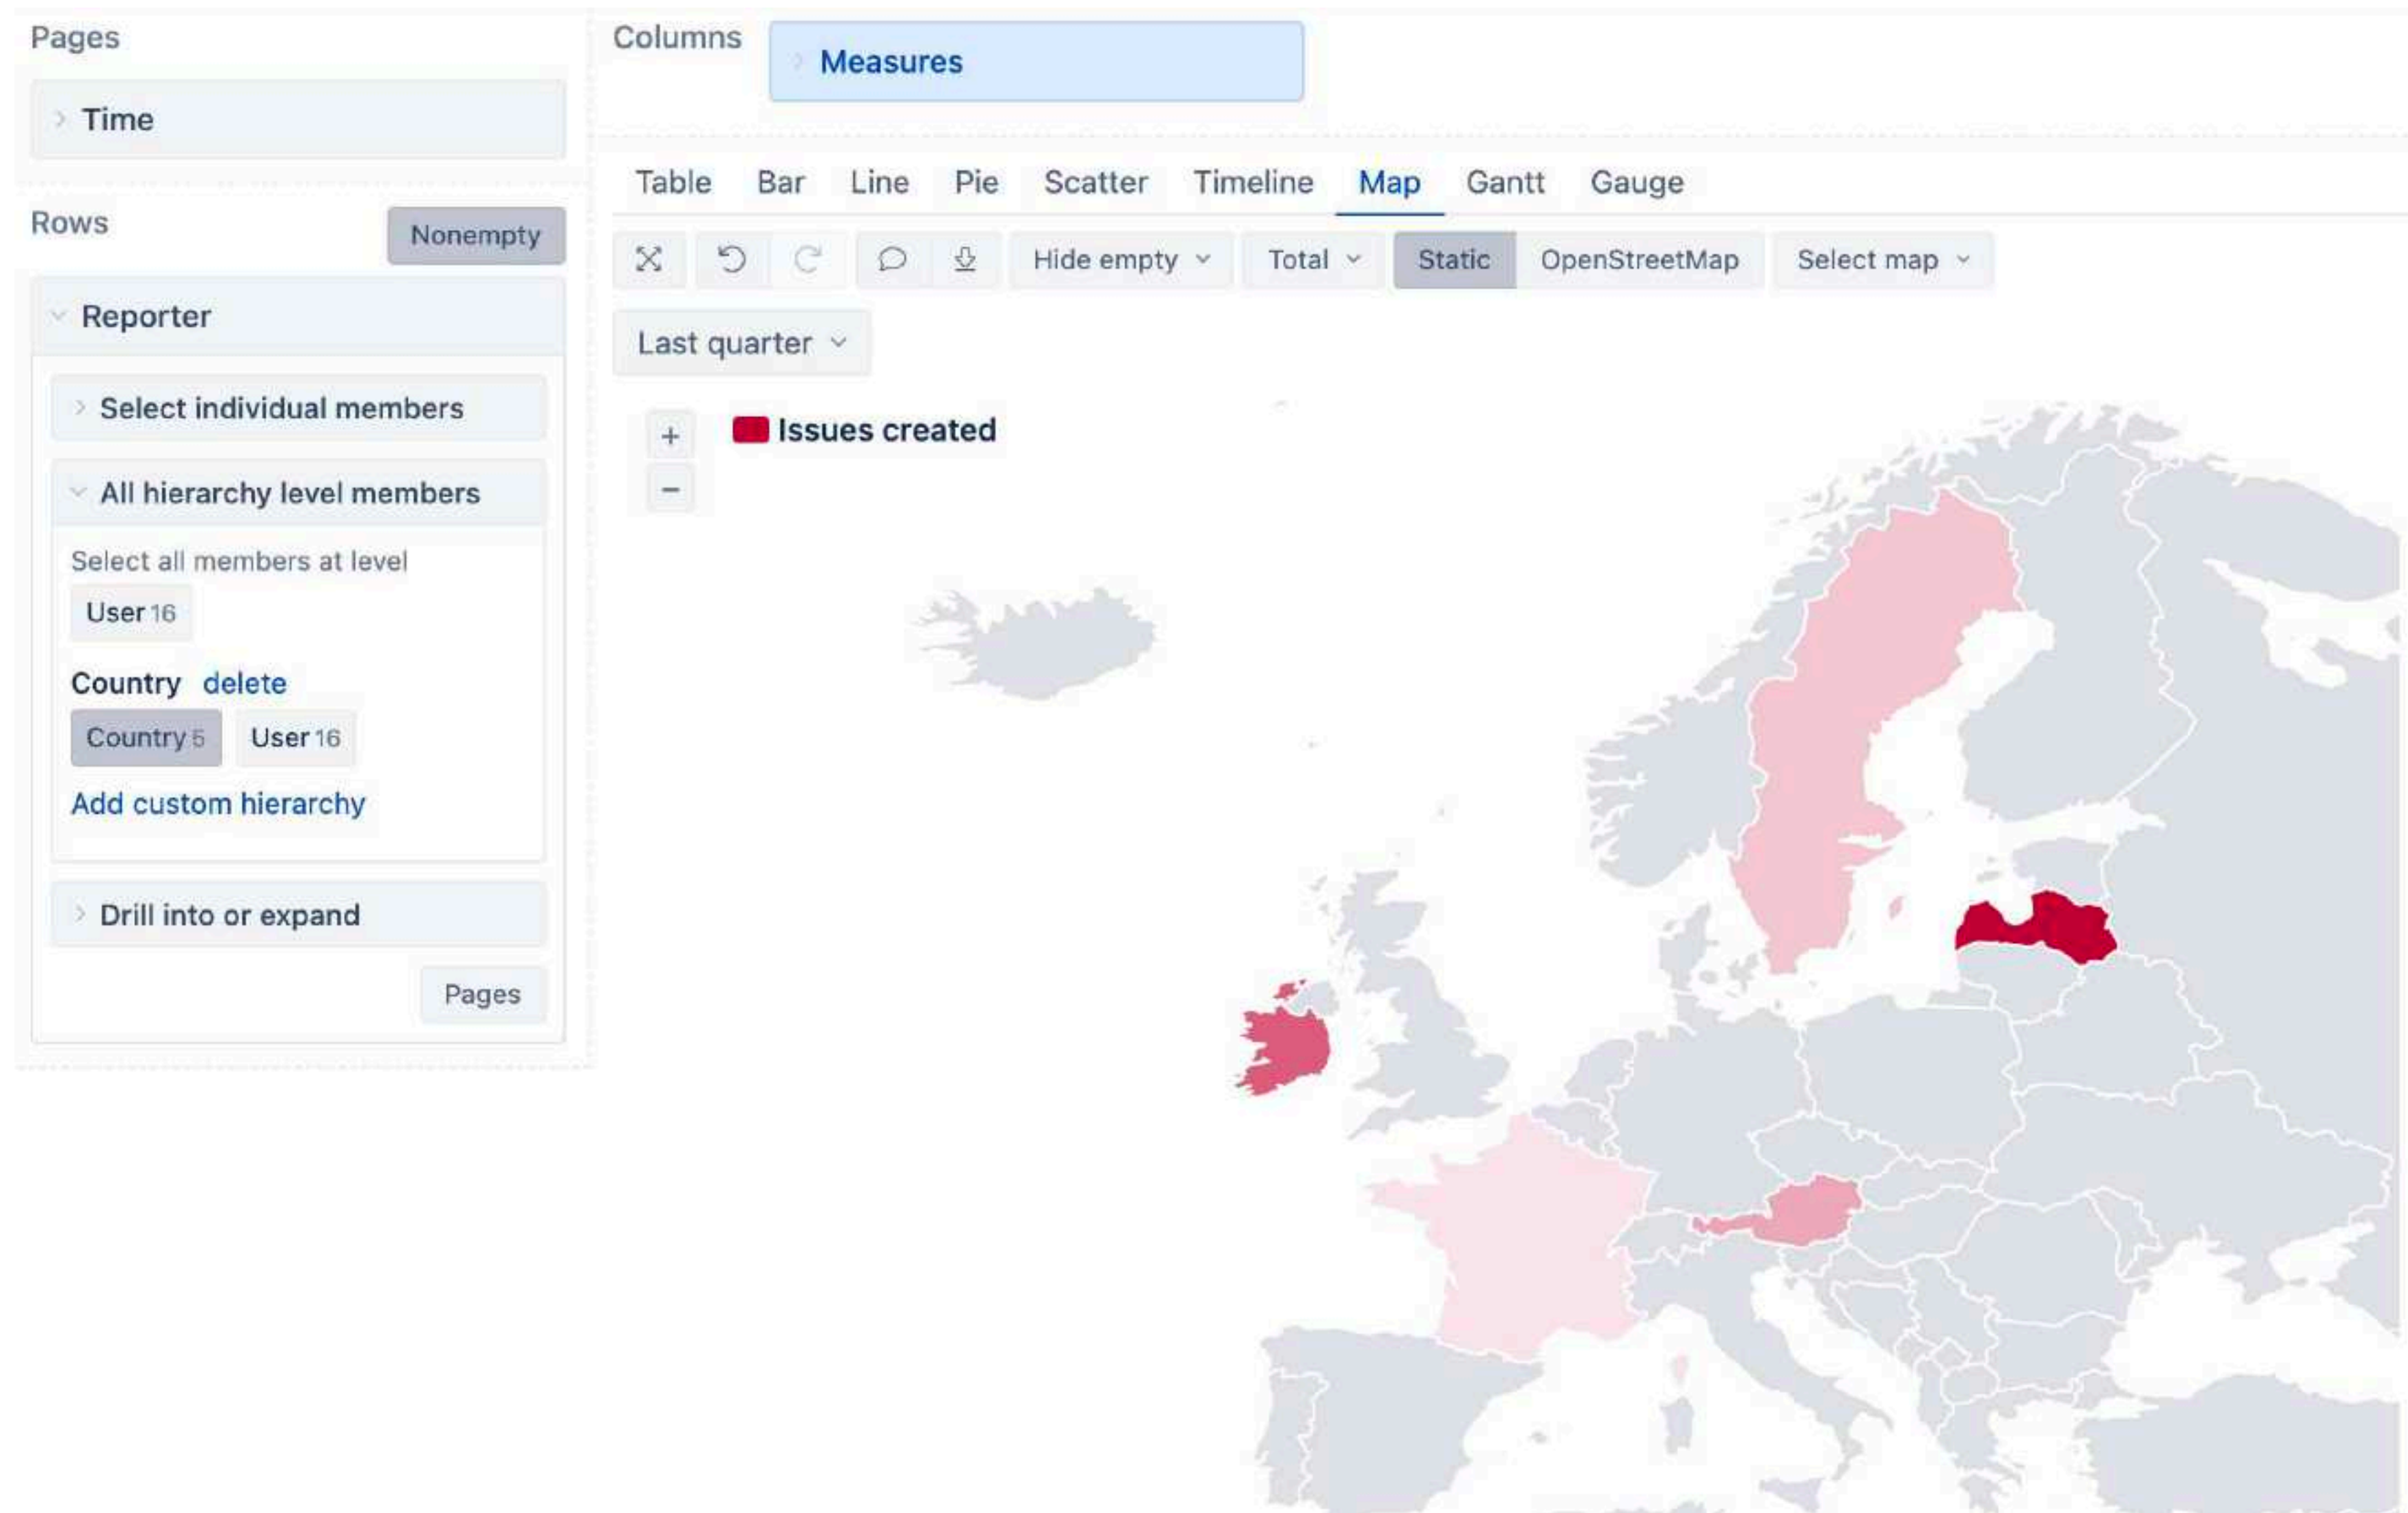 Pages
Time
Rows
Nonempty
Reporter
Select individual members
All hierarchy level members
Select all members at level
User 16
Country delete
Country 5 User 16
Add custom hierarchy
Drill into or expand
Pages
Columns
Measures
Table Bar Line Pie Scatter Timeline Map Gantt Gauge
Hide empty Total Static OpenStreetMap Select map
Last quarter
+
Issues created
−